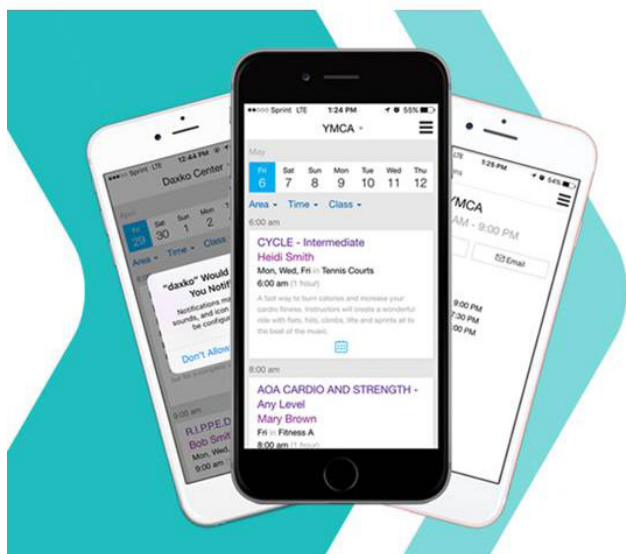 Sprint LTE 12:44 PM
Daxko Center
April
Fri Sat Sun Mon
29 30 1 2
Area Time Class
"daxko" Would
You Notif
Notifications ma
sounds, and icon
be configu
Don't Allow
9:00 am
R.I.P.P.E.D
Bob Smit
Mon, Wed,
9:00 am
Sprint LTE 1:24 PM 55%
YMCA
May
Fri Sat Sun Mon Tue Wed Thu
6 7 8 9 10 11 12
Area Time Class
6:00 am
CYCLE - Intermediate
Heidi Smith
Mon, Wed, Fri in Tennis Courts
6:00 am (1 hour)
A fast way to burn calories and increase your
cardio fitness. Instructors will create a wonderful
ride with flats, hills, climbs, lifts and sprints all to
the beat of the music.
8:00 am
AOA CARDIO AND STRENGTH -
Any Level
Mary Brown
Fri in Fitness A
8:00 am (1 hour)
LTE 1:25 PM 54%
YMCA
AM - 9:00 PM
Email
9:00 PM
7:30 PM
:00 PM